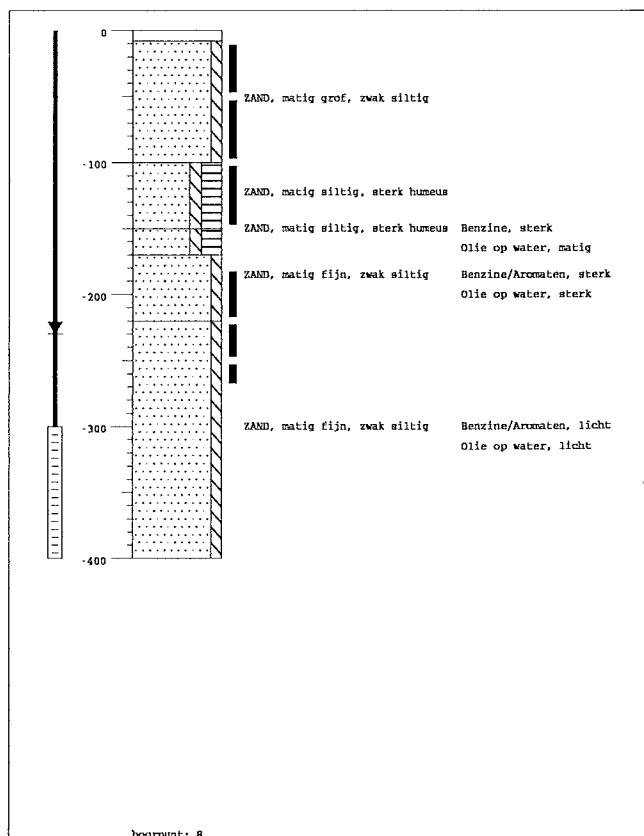 0
ZAND, matig grof, zwak siltig
-100
ZAND, matig siltig, sterk humeus
ZAND, matig siltig, sterk humeus Benzine, sterk
Olie op water, matig
ZAND, matig fijn, zwak siltig Benzine/Aromaten, sterk
-200 Olie op water, sterk
-300 ZAND, matig fijn, zwak siltig Benzine/Aromaten, licht
Olie op water, licht
-400
boorpunt: 8